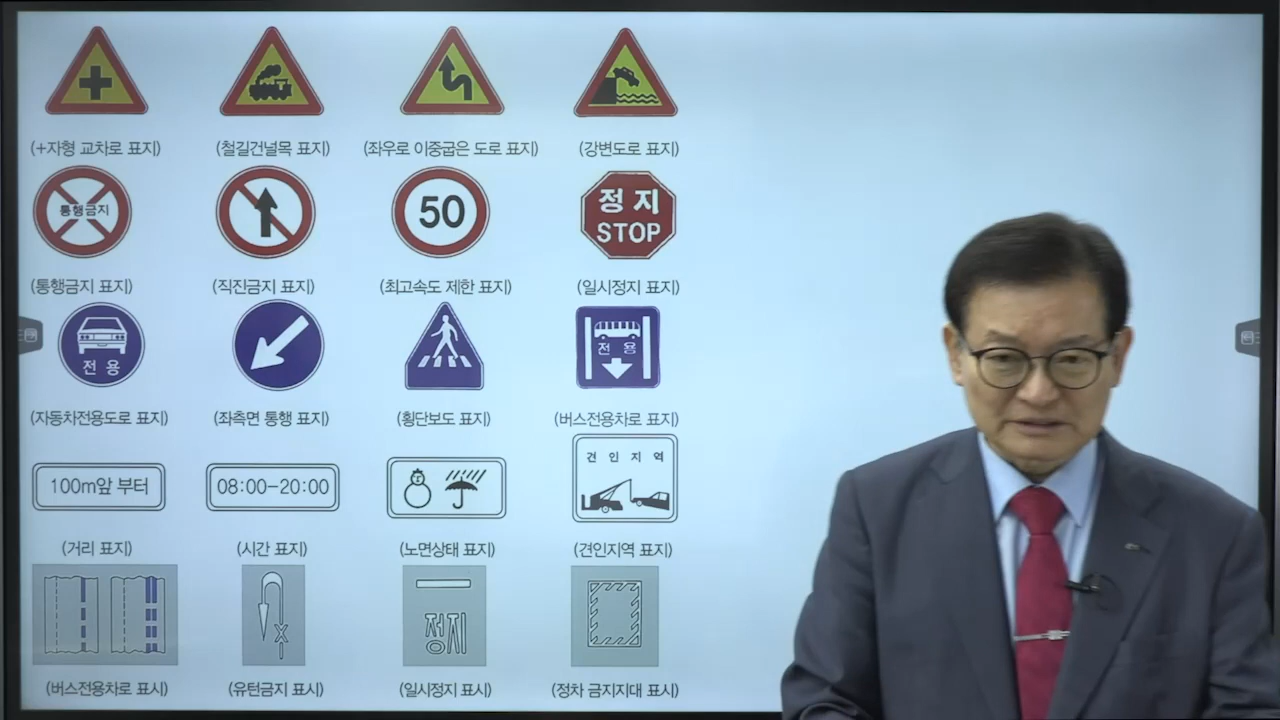 (+자형 교차로 표지) (철길건널목 표지) (좌우로 이중굽은 도로 표지) (강변도로 표지)
통행금지 50 정지
STOP
(통행금지 표지) (직진금지 표지) (최고속도 제한 표지) (일시정지 표지)
전용 전용
(자동차전용도로 표지) (좌측면 통행 표지) (횡단보도 표지) (버스전용차로 표지)
100m앞 부터 08:00-20:00 견인지역
(거리 표지) (시간 표지) (노면상태 표지) (견인지역 표지)
정지
(버스전용차로 표시) (유턴금지 표시) (일시정지 표시) (정차 금지지대 표시)